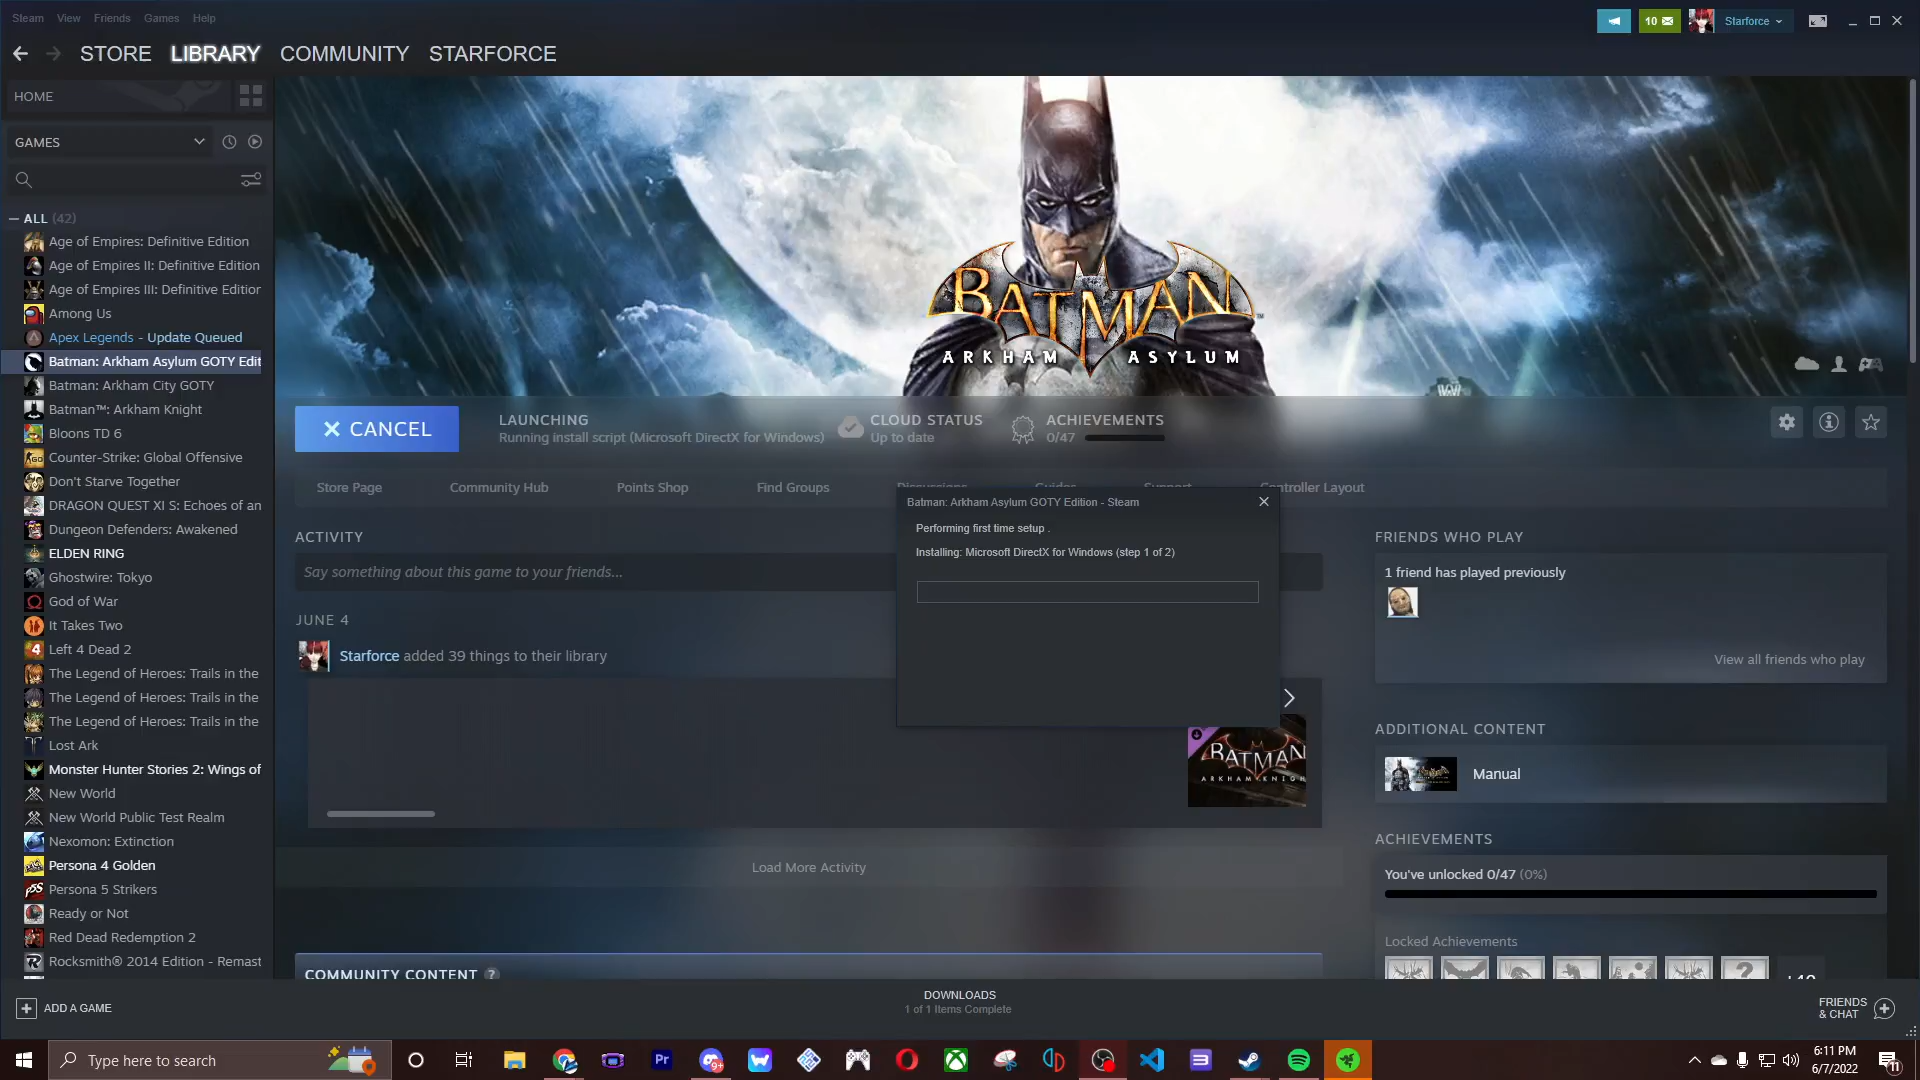 Steam View Friends Games Help
10
Starforce
STORE LIBRARY COMMUNITY STARFORCE
HOME
GAMES
ALL (42)
Age of Empires: Definitive Edition
Age of Empires II: Definitive Edition
Age of Empires III: Definitive Edition
Among Us
Apex Legends - Update Queued
Batman: Arkham Asylum GOTY Edit
Batman: Arkham City GOTY
Batman™: Arkham Knight
Bloons TD 6
Counter-Strike: Global Offensive
Don't Starve Together
DRAGON QUEST XI S: Echoes of an
Dungeon Defenders: Awakened
ELDEN RING
Ghostwire: Tokyo
God of War
It Takes Two
Left 4 Dead 2
The Legend of Heroes: Trails in the
The Legend of Heroes: Trails in the
The Legend of Heroes: Trails in the
Lost Ark
Monster Hunter Stories 2: Wings of
New World
New World Public Test Realm
Nexomon: Extinction
Persona 4 Golden
Persona 5 Strikers
Ready or Not
Red Dead Redemption 2
Rocksmith® 2014 Edition - Remast
ADD A GAME
BATMAN™
ARKHAM ASYLUM
CANCEL
LAUNCHING
Running install script (Microsoft DirectX for Windows)
CLOUD STATUS
Up to date
ACHIEVEMENTS
0/47
Store Page Community Hub Points Shop Find Groups Discussions Guides Support Controller Layout
Batman: Arkham Asylum GOTY Edition - Steam
Performing first time setup .
Installing: Microsoft DirectX for Windows (step 1 of 2)
ACTIVITY
Say something about this game to your friends...
JUNE 4
Starforce added 39 things to their library
BATMAN
Load More Activity
COMMUNITY CONTENT ?
FRIENDS WHO PLAY
1 friend has played previously
View all friends who play
ADDITIONAL CONTENT
Manual
ACHIEVEMENTS
You've unlocked 0/47 (0%)
Locked Achievements
DOWNLOADS
1 of 1 Items Complete
FRIENDS
& CHAT
Type here to search
Pr
9+
6:11 PM
6/7/2022
11